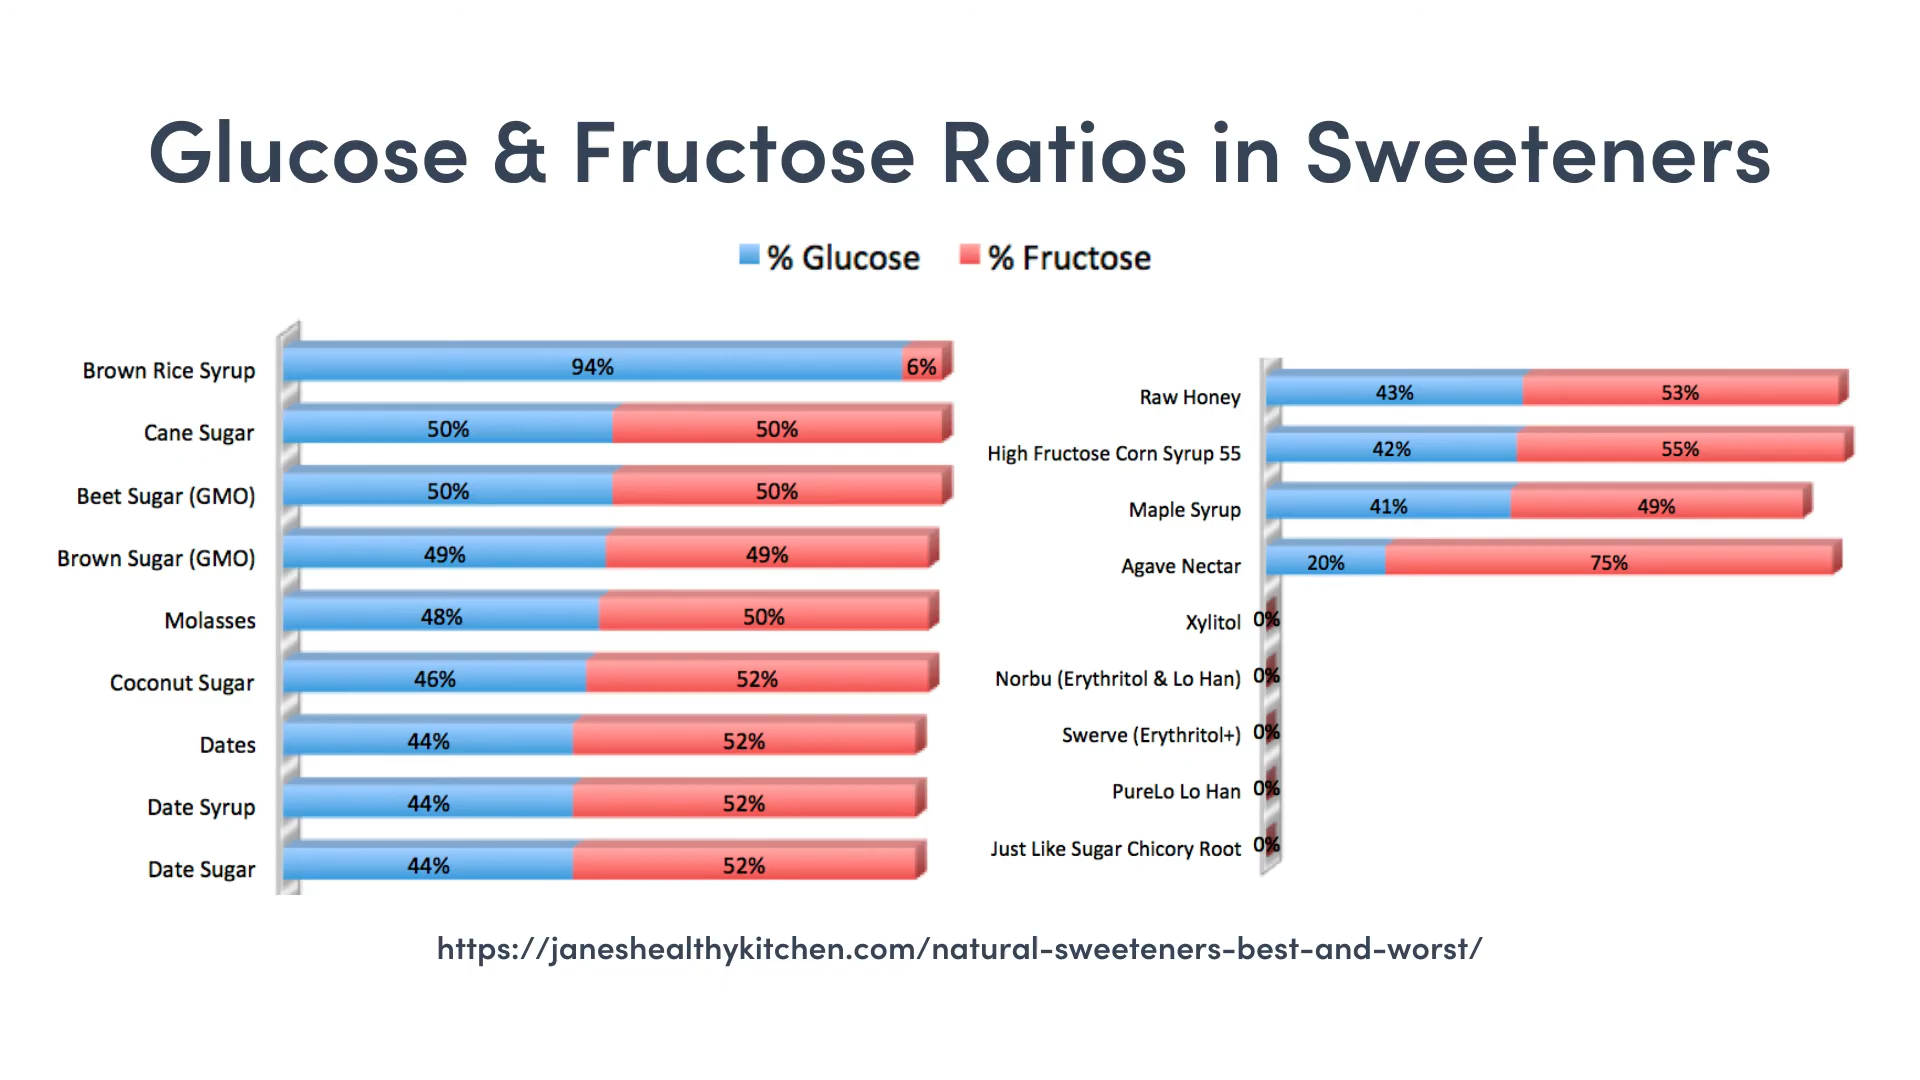 Glucose & Fructose Ratios in Sweeteners
% Glucose % Fructose
Brown Rice Syrup 94% 6%
Cane Sugar 50% 50%
Beet Sugar (GMO) 50% 50%
Brown Sugar (GMO) 49% 49%
Molasses 48% 50%
Coconut Sugar 46% 52%
Dates 44% 52%
Date Syrup 44% 52%
Date Sugar 44% 52%
Raw Honey 43% 53%
High Fructose Corn Syrup 55 42% 55%
Maple Syrup 41% 49%
Agave Nectar 20% 75%
Xylitol 0%
Norbu (Erythritol & Lo Han) 0%
Swerve (Erythritol+) 0%
PureLo Lo Han 0%
Just Like Sugar Chicory Root 0%
https://janeshealthykitchen.com/natural-sweeteners-best-and-worst/